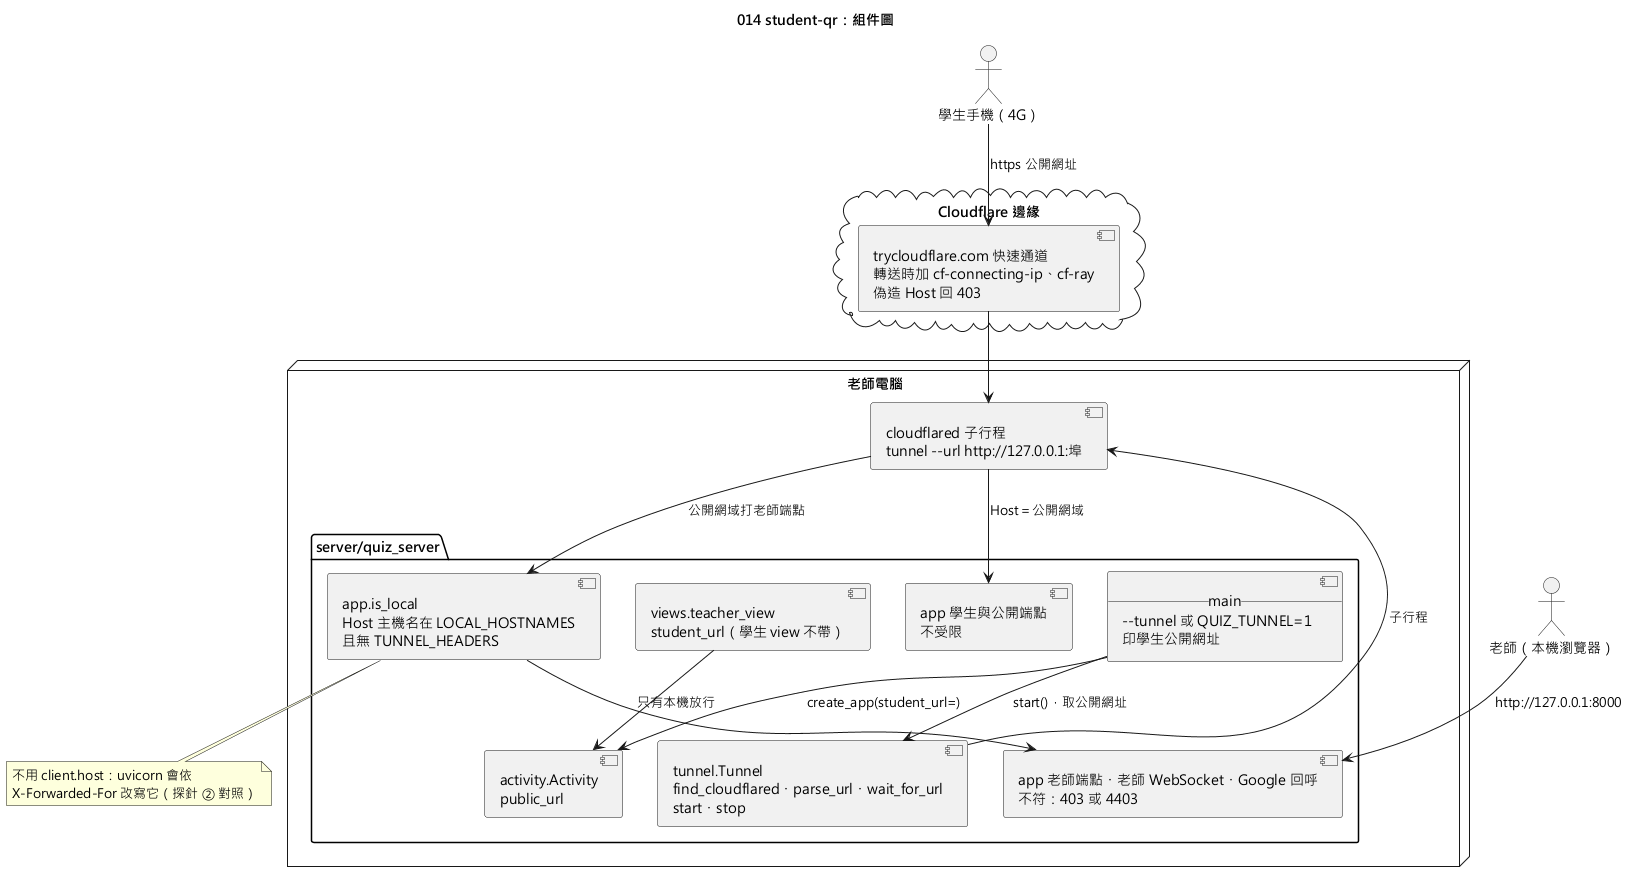 014 student-qr：組件圖
學生手機（4G）
https 公開網址
Cloudflare 邊緣
trycloudflare.com 快速通道
轉送時加 cf-connecting-ip、cf-ray
偽造 Host 回 403
老師電腦
cloudflared 子行程
tunnel --url http://127.0.0.1:埠
公開網域打老師端點
Host＝公開網域
server/quiz_server
app.is_local
Host 主機名在 LOCAL_HOSTNAMES
且無 TUNNEL_HEADERS
views.teacher_view
student_url（學生 view 不帶）
app 學生與公開端點
不受限
main
--tunnel 或 QUIZ_TUNNEL=1
印學生公開網址
子行程
老師（本機瀏覽器）
只有本機放行
create_app(student_url=)
start()．取公開網址
http://127.0.0.1:8000
不用 client.host：uvicorn 會依
X-Forwarded-For 改寫它（探針 ② 對照）
activity.Activity
public_url
tunnel.Tunnel
find_cloudflared．parse_url．wait_for_url
start．stop
app 老師端點．老師 WebSocket．Google 回呼
不符：403 或 4403